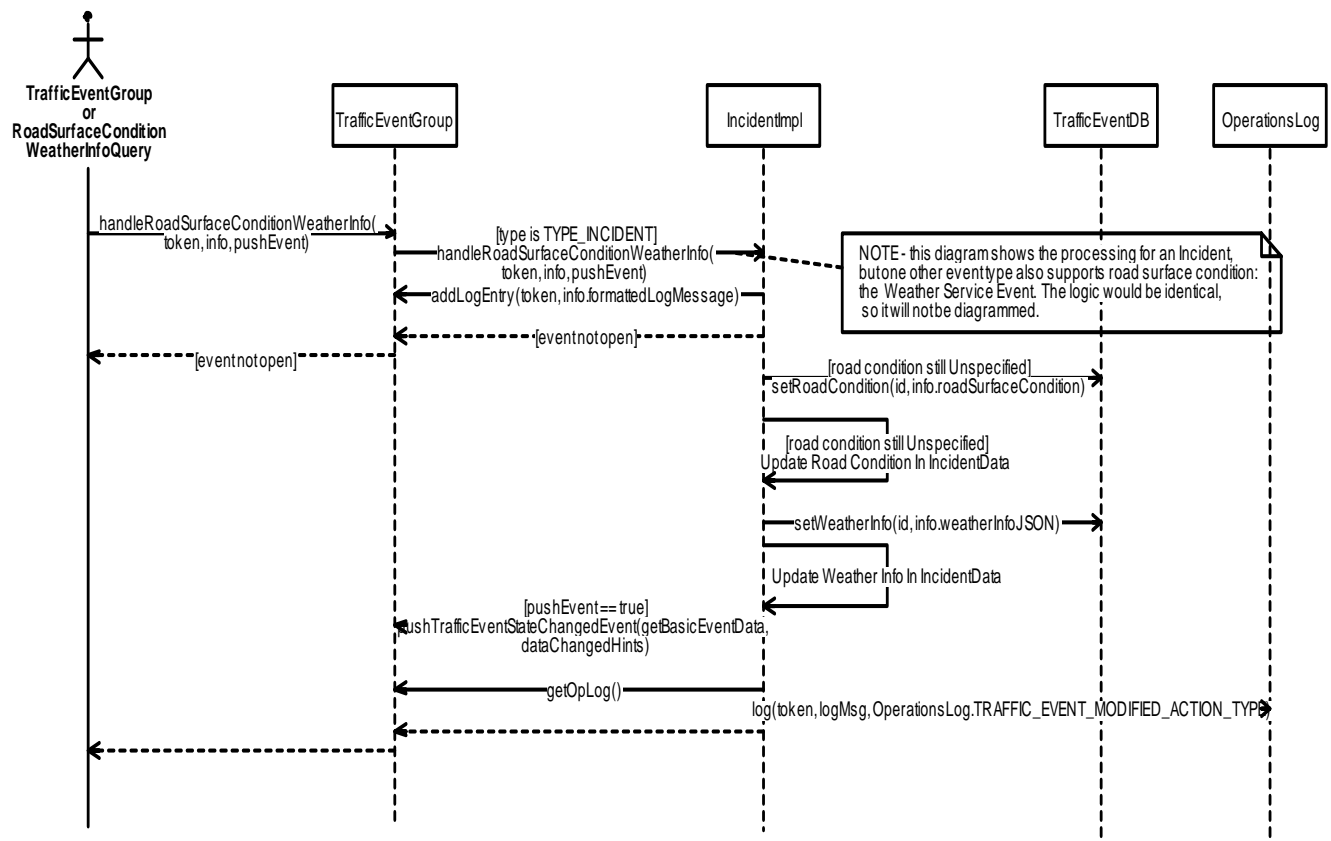 TrafficEventGroup
or
RoadSurfaceCondition
WeatherInfoQuery
TrafficEventGroup
IncidentImpl
TrafficEventDB
OperationsLog
handleRoadSurfaceConditionWeatherInfo(
token, info, pushEvent)
[type is TYPE_INCIDENT]
handleRoadSurfaceConditionWeatherInfo(
token, info, pushEvent)
NOTE - this diagram shows the processing for an Incident,
but one other event type also supports road surface condition:
the Weather Service Event. The logic would be identical,
so it will not be diagrammed.
addLogEntry(token, info.formattedLogMessage)
[event not open]
[event not open]
[road condition still Unspecified]
setRoadCondition(id, info.roadSurfaceCondition)
[road condition still Unspecified]
Update Road Condition In IncidentData
setWeatherInfo(id, info.weatherInfoJSON)
Update Weather Info In IncidentData
[pushEvent == true]
pushTrafficEventStateChangedEvent(getBasicEventData,
dataChangedHints)
getOpLog()
log(token, logMsg, OperationsLog.TRAFFIC_EVENT_MODIFIED_ACTION_TYPE)